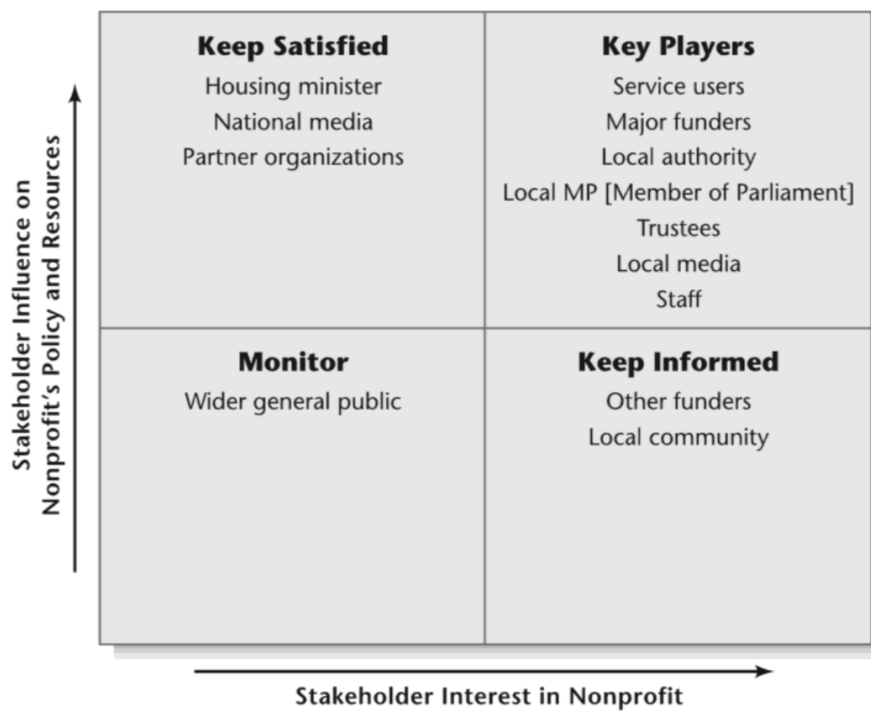 Keep Satisfied
Housing minister
National media
Partner organizations
Key Players
Service users
Major funders
Local authority
Local MP [Member of Parliament]
Trustees
Local media
Staff
Monitor
Wider general public
Keep Informed
Other funders
Local community
Stakeholder Influence on
Nonprofit's Policy and Resources
Stakeholder Interest in Nonprofit